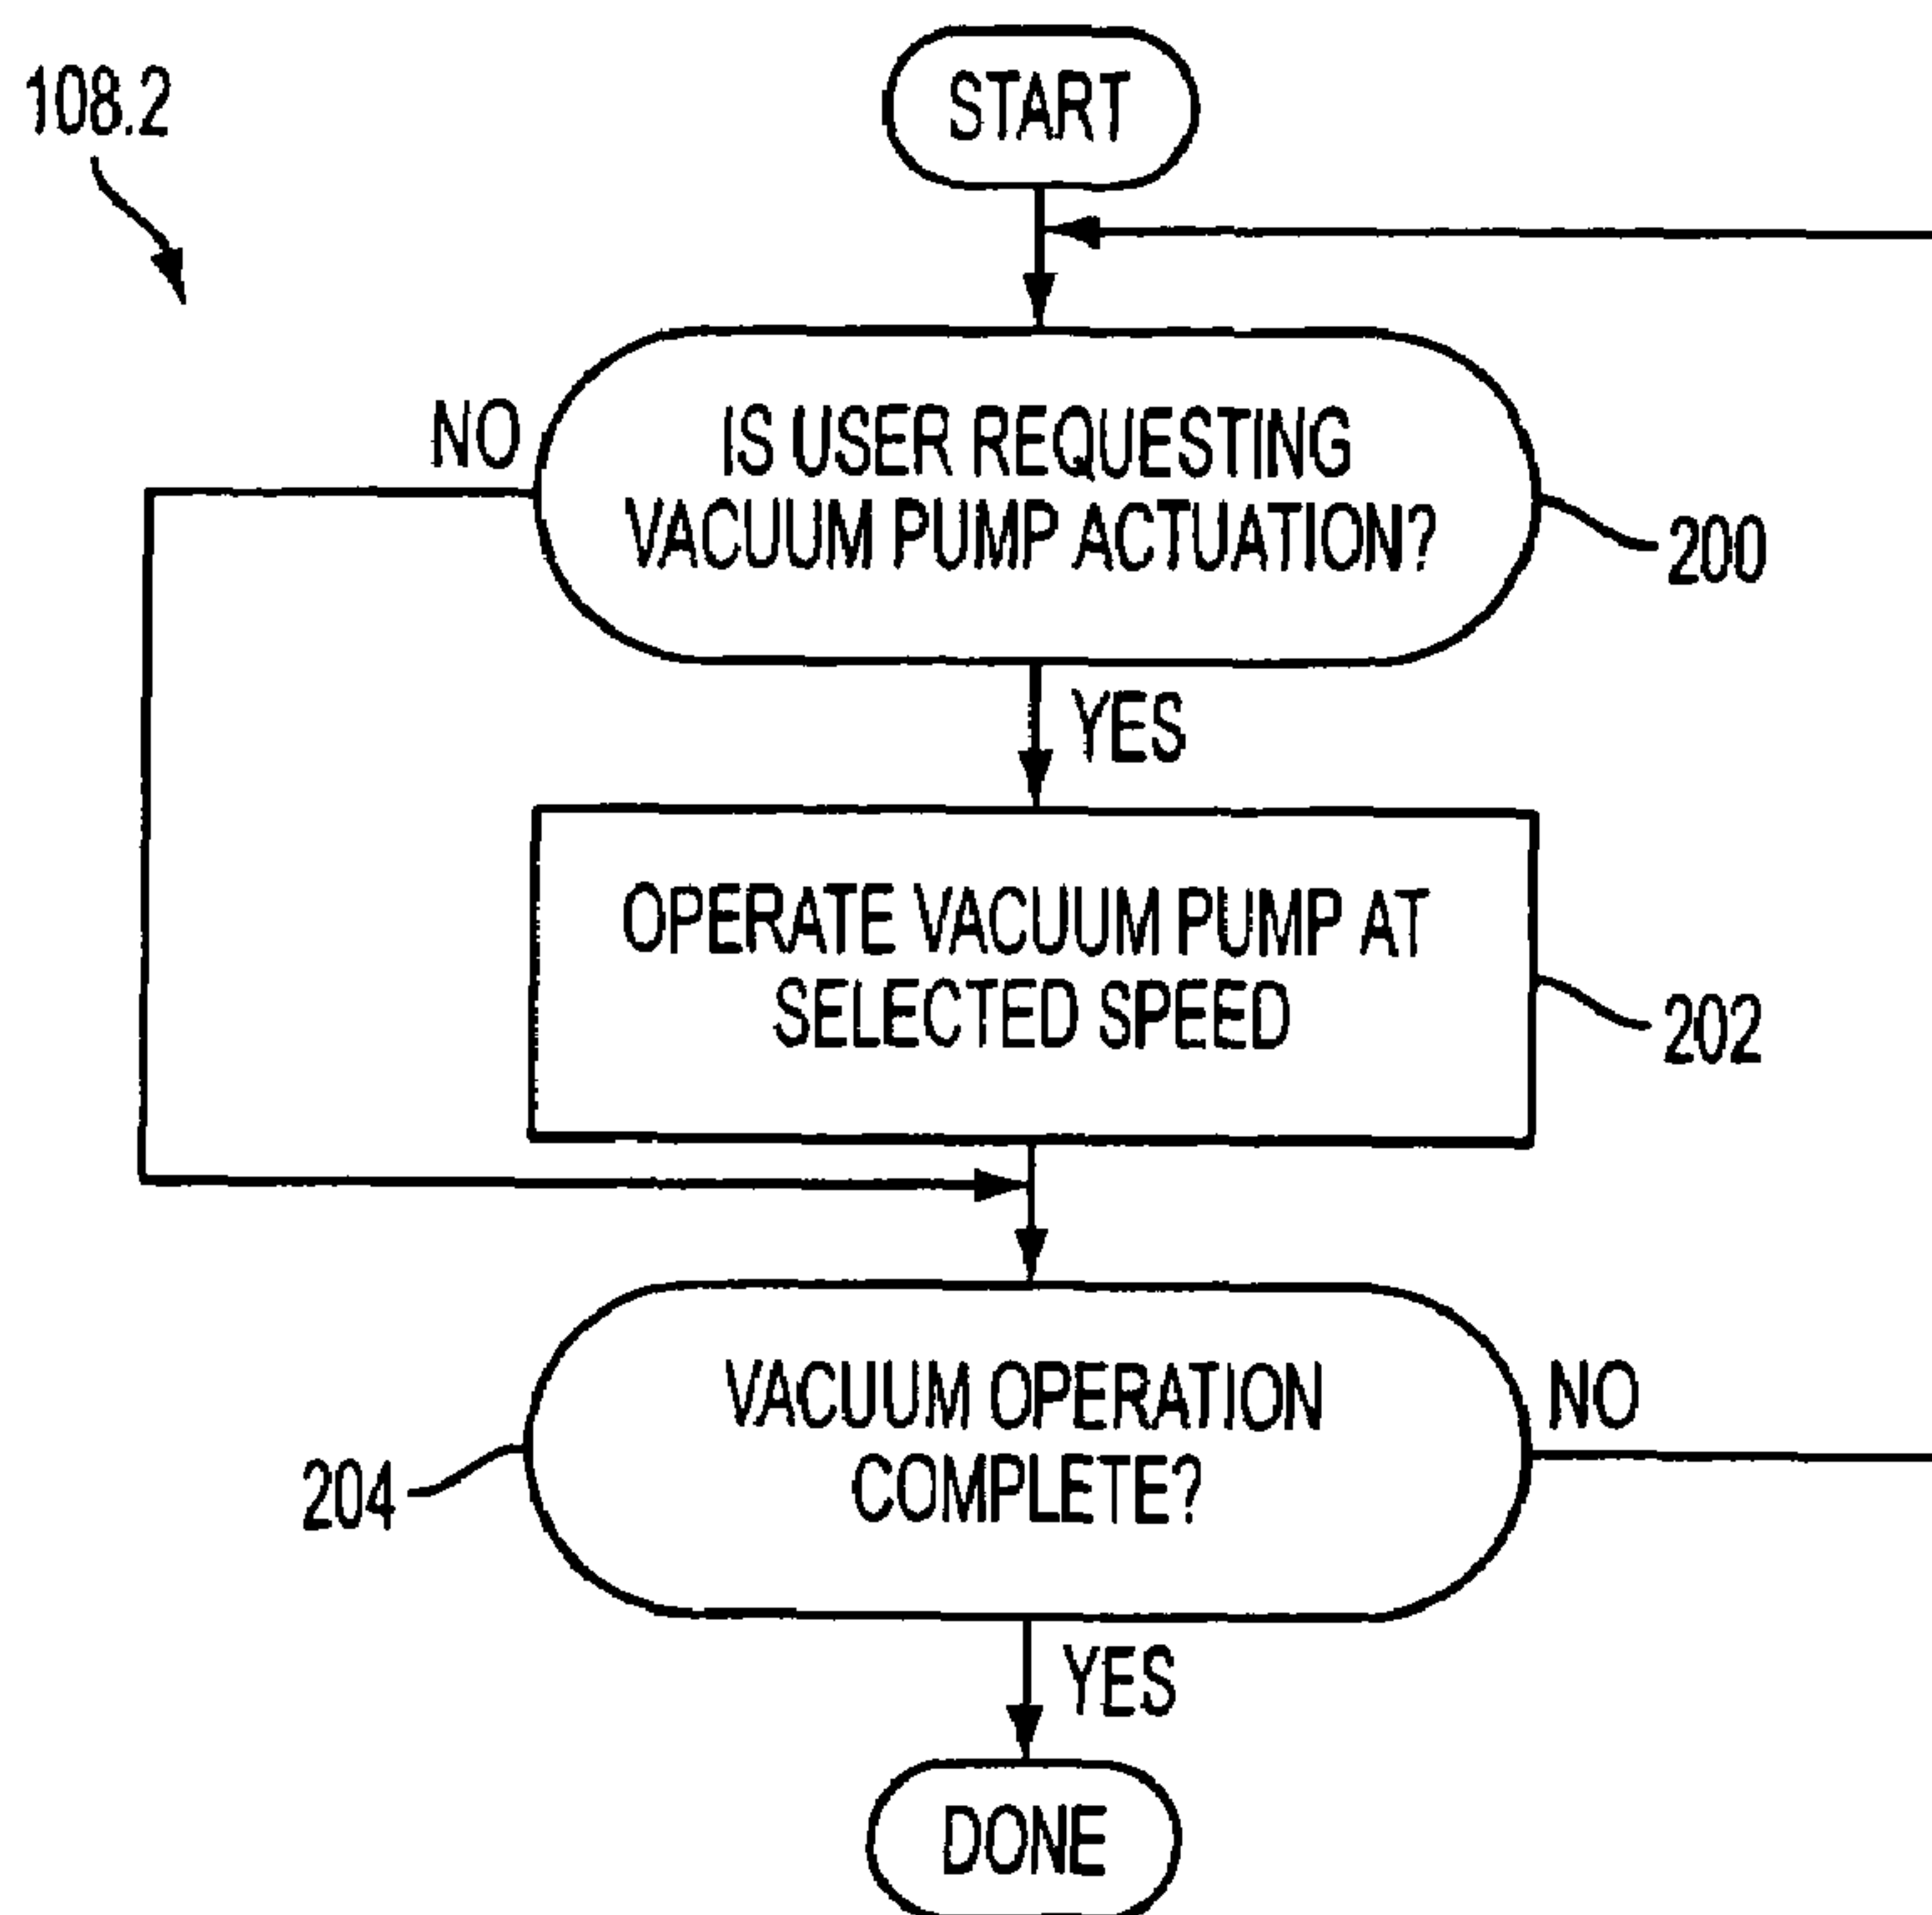 108.2
START
NO
IS USER REQUESTING
VACUUM PUMP ACTUATION?
200
YES
OPERATE VACUUM PUMP AT
SELECTED SPEED
202
VACUUM OPERATION
COMPLETE?
NO
204
YES
DONE